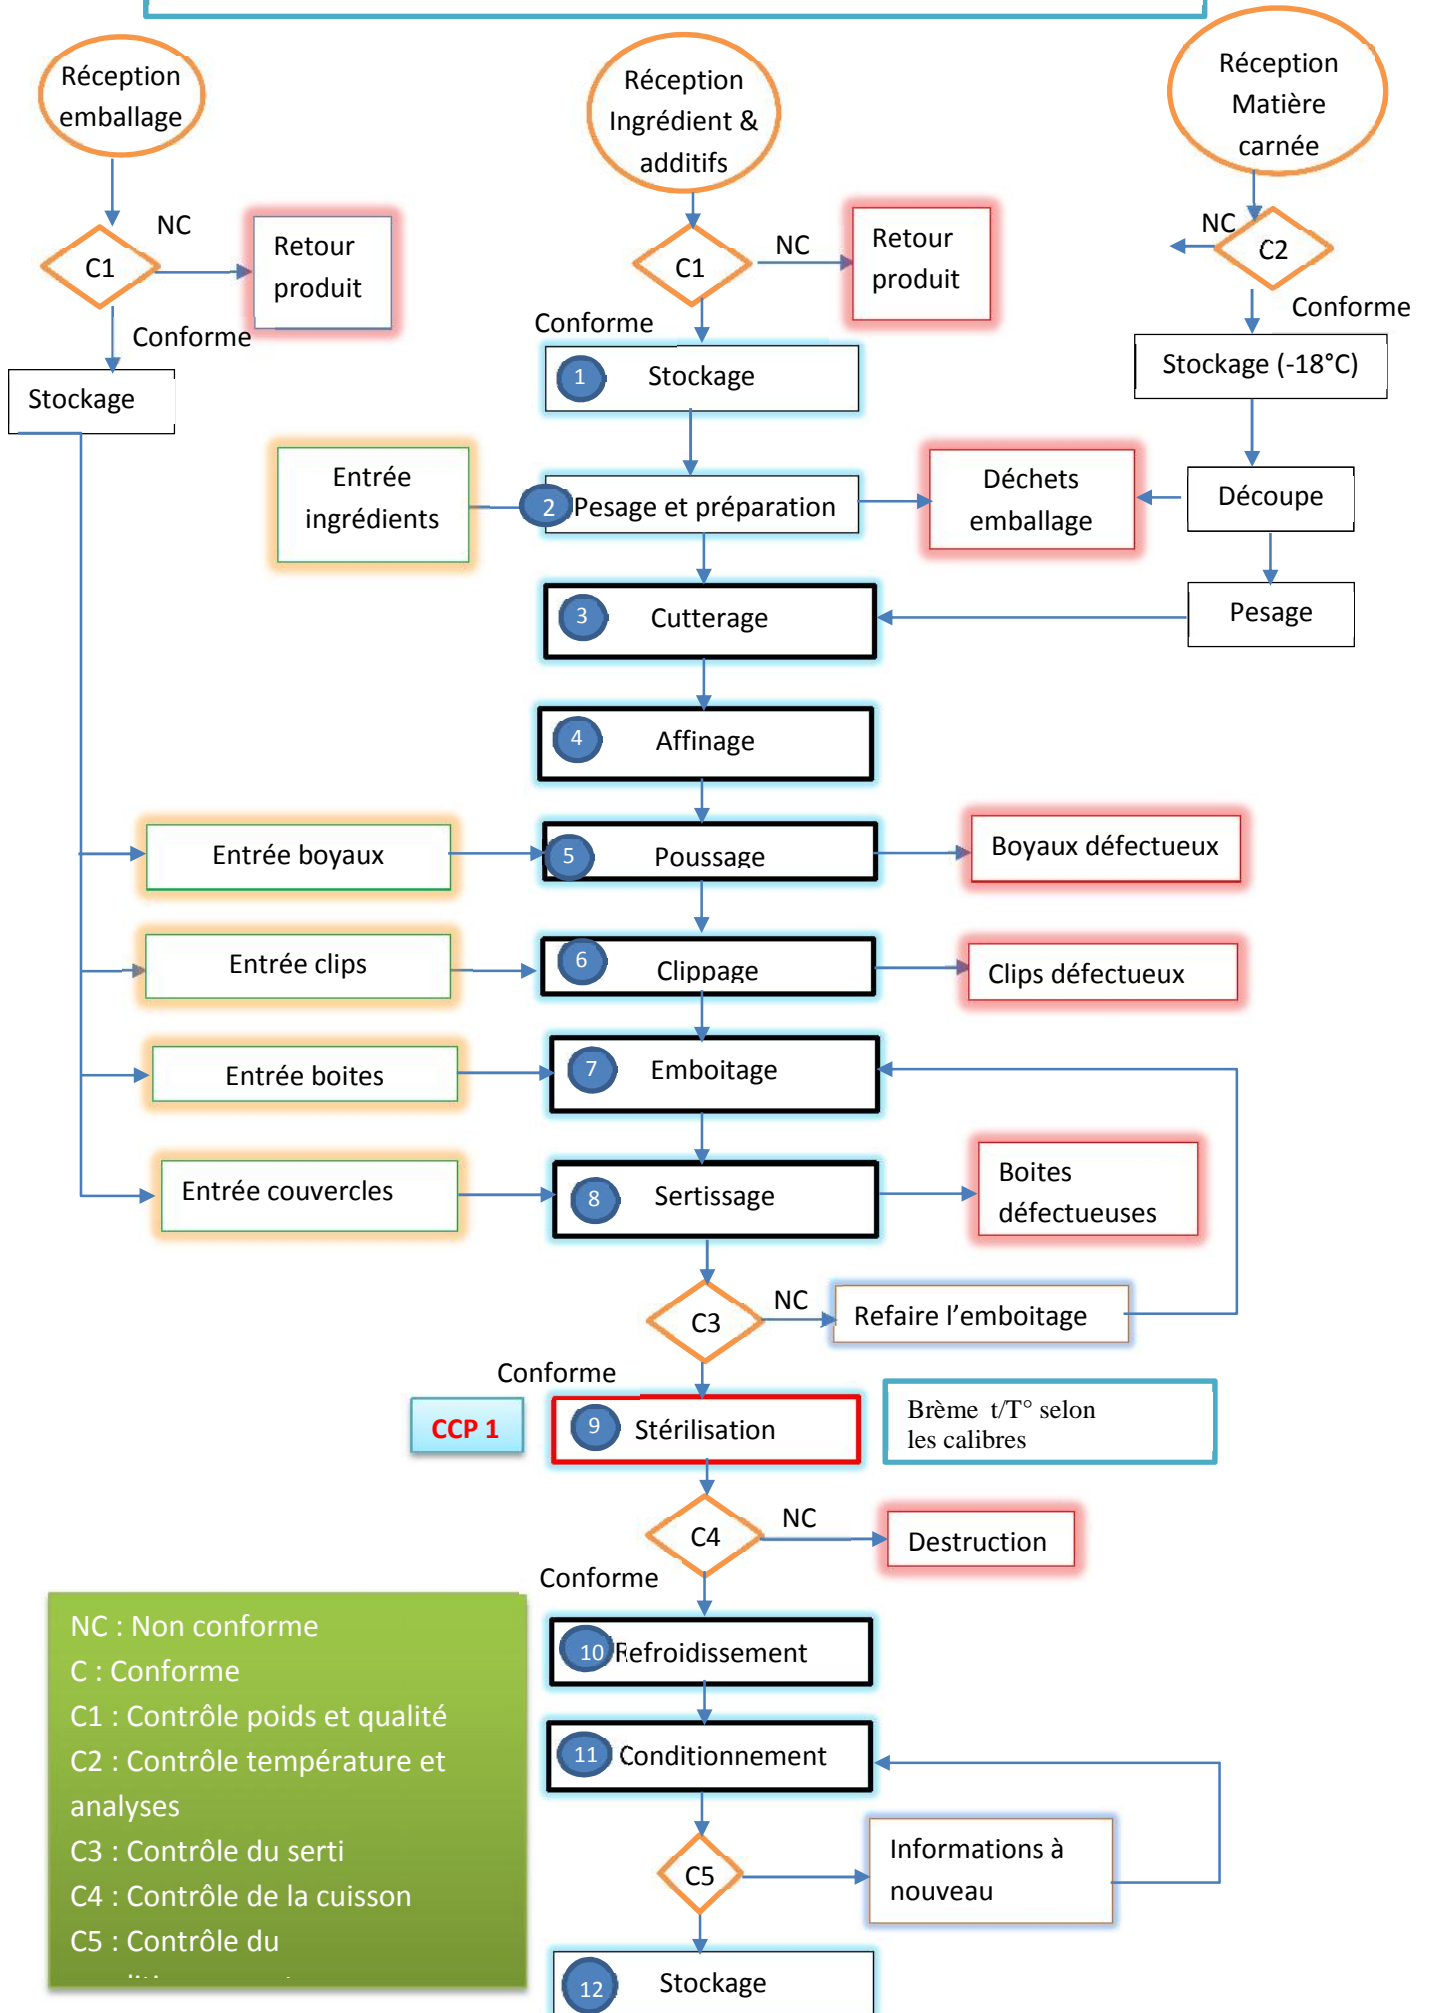 Réception
emballage
Réception
Ingrédient &
additifs
Réception
Matière
carnée
NC
C1
Retour
produit
Conforme
Stockage
NC
C1
Retour
produit
Conforme
NC
C2
Conforme
1
Stockage
Stockage (-18°C)
Entrée
ingrédients
2
Pesage et préparation
Déchets
emballage
Découpe
3
Cutterage
Pesage
4
Affinage
Entrée boyaux
5
Poussage
Boyaux défectueux
Entrée clips
6
Clippage
Clips défectueux
Entrée boites
7
Emboitage
Entrée couvercles
8
Sertissage
Boites
défectueuses
C3
NC
Refaire l’emboitage
Conforme
CCP 1
9
Stérilisation
Brème t/T° selon
les calibres
C4
NC
Destruction
Conforme
10
Refroidissement
11
Conditionnement
C5
Informations à
nouveau
12
Stockage
NC : Non conforme
C : Conforme
C1 : Contrôle poids et qualité
C2 : Contrôle température et
analyses
C3 : Contrôle du serti
C4 : Contrôle de la cuisson
C5 : Contrôle du